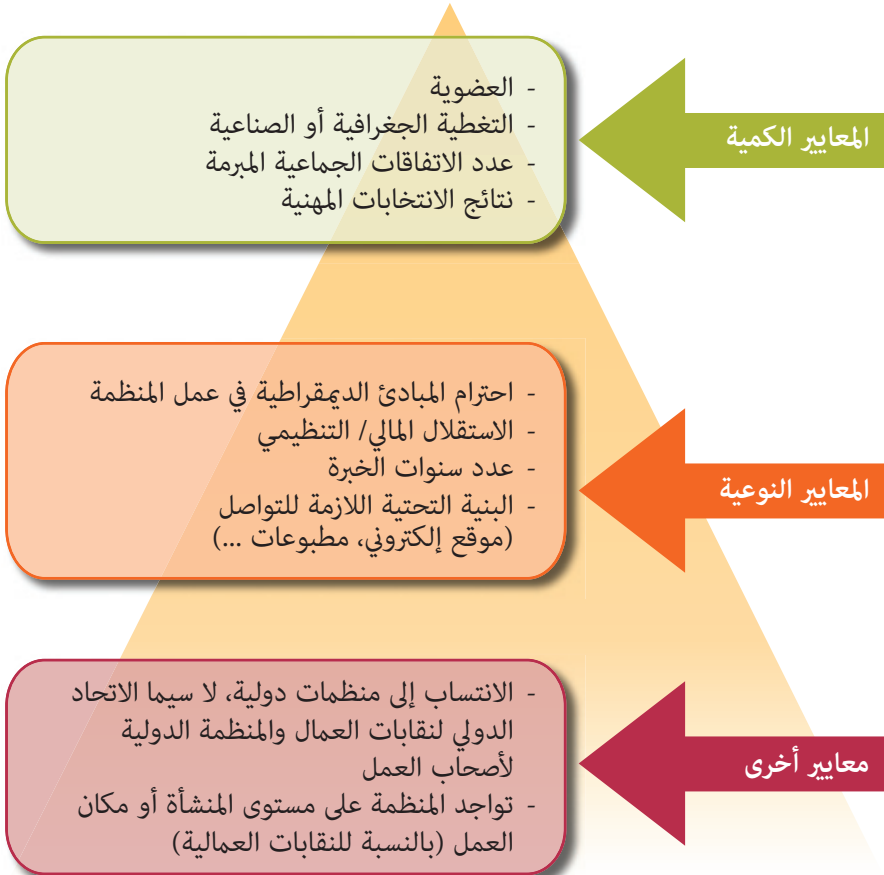 المعايير الكمية
- العضوية
- التغطية الجغرافية أو الصناعية
- عدد الاتفاقات الجماعية المبرمة
- نتائج الانتخابات المهنية
المعايير النوعية
- احترام المبادئ الديمقراطية في عمل المنظمة
- الاستقلال المالي/ التنظيمي
- عدد سنوات الخبرة
- البنية التحتية اللازمة للتواصل
(موقع إلكتروني، مطبوعات ...)
معايير أخرى
- الانتساب إلى منظمات دولية، لا سيما الاتحاد
الدولي لنقابات العمال والمنظمة الدولية
لأصحاب العمل
- تواجد المنظمة على مستوى المنشأة أو مكان
العمل (بالنسبة للنقابات العمالية)